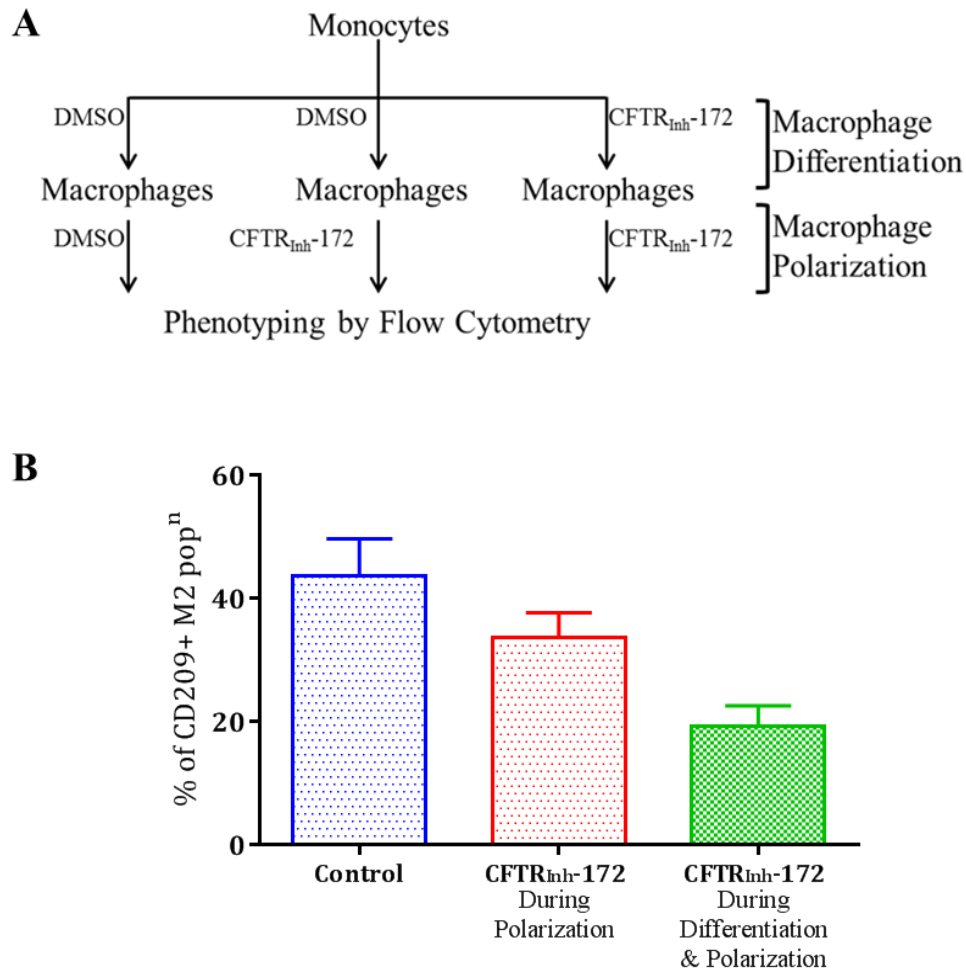 A
Monocytes
DMSO DMSO CFTRInh-172
Macrophage
Differentiation
Macrophages Macrophages Macrophages
DMSO CFTRInh-172 CFTRInh-172
Macrophage
Polarization
Phenotyping by Flow Cytometry
B
% of CD209+ M2 popⁿ
60
40
20
0
Control
CFTRInh-172
During
Polarization
CFTRInh-172
During
Differentiation
& Polarization